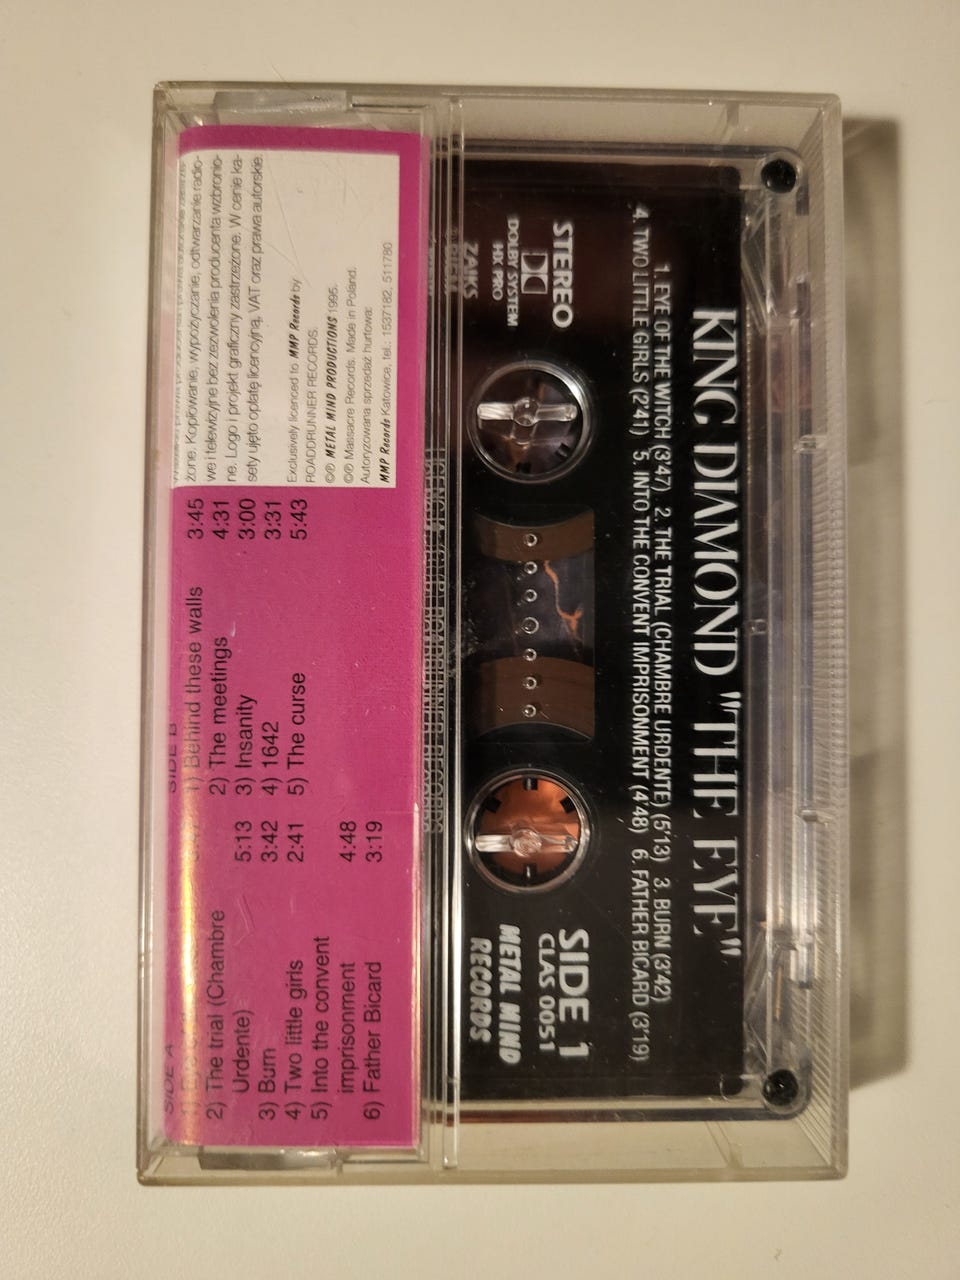 KING DIAMOND "THE EYE"
1. EYE OF THE WITCH (3'47) 2. THE TRIAL (CHAMBRE URDENTE) (5'13) 3. BURN (3'42)
4. TWO LITTLE GIRLS (2'41) 5. INTO THE CONVENT IMPRISONMENT (4'48) 6. FATHER BICARD (3'19)
STEREO
DOLBY SYSTEM
HX PRO
ZAIKS
SIDE 1
CLAS 0051
METAL MIND
RECORDS
SIDE A
2) The trial (Chambre
Urdente) 5:13
3) Burn 3:42
4) Two little girls 2:41
5) Into the convent
imprisonment 4:48
6) Father Bicard 3:19
SIDE B
1) Behind these walls 3:45
2) The meetings 4:31
3) Insanity 3:00
4) 1642 3:31
5) The curse 5:43
żone. Kopiowanie, wypożyczanie, odtwarzanie radio-
we i telewizyjne bez zezwolenia producenta wzbronio-
ne. Logo i projekt graficzny zastrzeżone. W cenie ka-
sety ujęto opłatę licencyjną, VAT oraz prawa autorskie.
Exclusively licenced to MMP Records by
ROADRUNNER RECORDS.
©℗ METAL MIND PRODUCTIONS 1995.
©℗ Massacre Records. Made in Poland.
Autoryzowana sprzedaż hurtowa:
MMP Records Katowice, tel.: 1537182, 511780